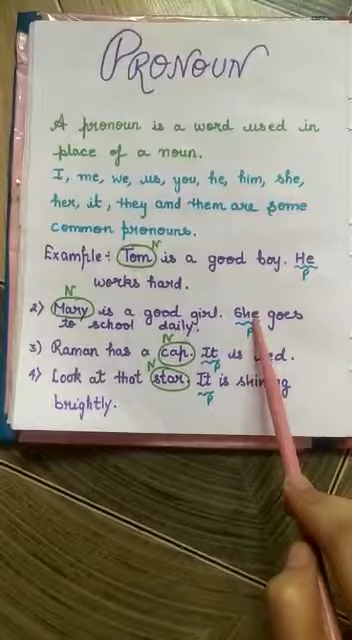 PRONOUN
A pronoun is a word used in
place of a noun.
I, me, we, us, you, he, him, she,
her, it, they and them are some
common pronouns.
N
Example:- Tom is a good boy. He
P
works hard.
N
2) Mary is a good girl. She goes
P
to school daily.
N
3) Raman has a cap. It is
P
N
4) Look at that star. It is shining
P
brightly.